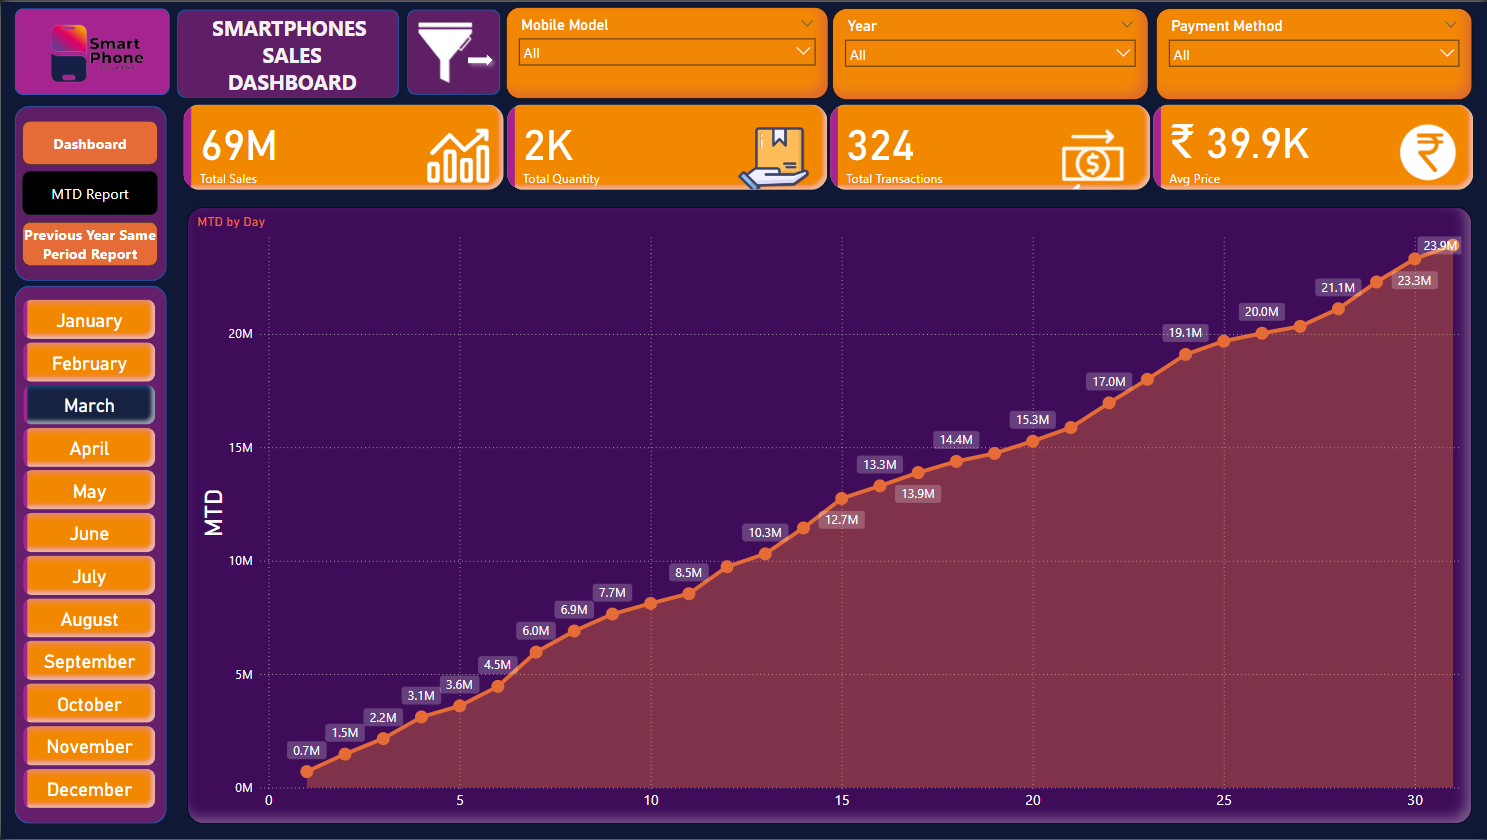 Smart
Phone
SMARTPHONES
SALES
DASHBOARD
Mobile Model
All
Year
All
Payment Method
All
Dashboard
MTD Report
Previous Year Same
Period Report
69M
Total Sales
2K
Total Quantity
324
Total Transactions
₹ 39.9K
Avg Price
January
February
March
April
May
June
July
August
September
October
November
December
MTD by Day
MTD
20M
15M
10M
5M
0M
0.7M
1.5M
2.2M
3.1M
3.6M
4.5M
6.0M
6.9M
7.7M
8.5M
10.3M
12.7M
13.3M
13.9M
14.4M
15.3M
17.0M
19.1M
20.0M
21.1M
23.3M
23.9M
0
5
10
15
20
25
30